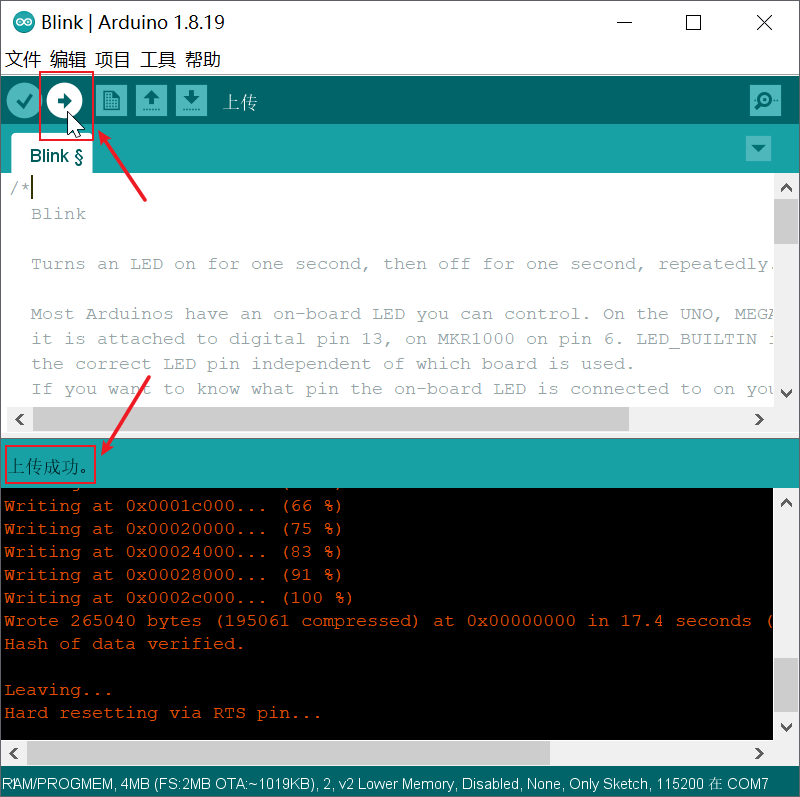 Blink | Arduino 1.8.19
文件 编辑 项目 工具 帮助
上传
Blink §
/*
Blink
Turns an LED on for one second, then off for one second, repeatedly.
Most Arduinos have an on-board LED you can control. On the UNO, MEGA
it is attached to digital pin 13, on MKR1000 on pin 6. LED_BUILTIN
the correct LED pin independent of which board is used.
If you want to know what pin the on-board LED is connected to on you
上传成功。
Writing at 0x0001c000... (66 %)
Writing at 0x00020000... (75 %)
Writing at 0x00024000... (83 %)
Writing at 0x00028000... (91 %)
Writing at 0x0002c000... (100 %)
Wrote 265040 bytes (195061 compressed) at 0x00000000 in 17.4 seconds (
Hash of data verified.
Leaving...
Hard resetting via RTS pin...
RAM/PROGMEM, 4MB (FS:2MB OTA:~1019KB), 2, v2 Lower Memory, Disabled, None, Only Sketch, 115200 在 COM7